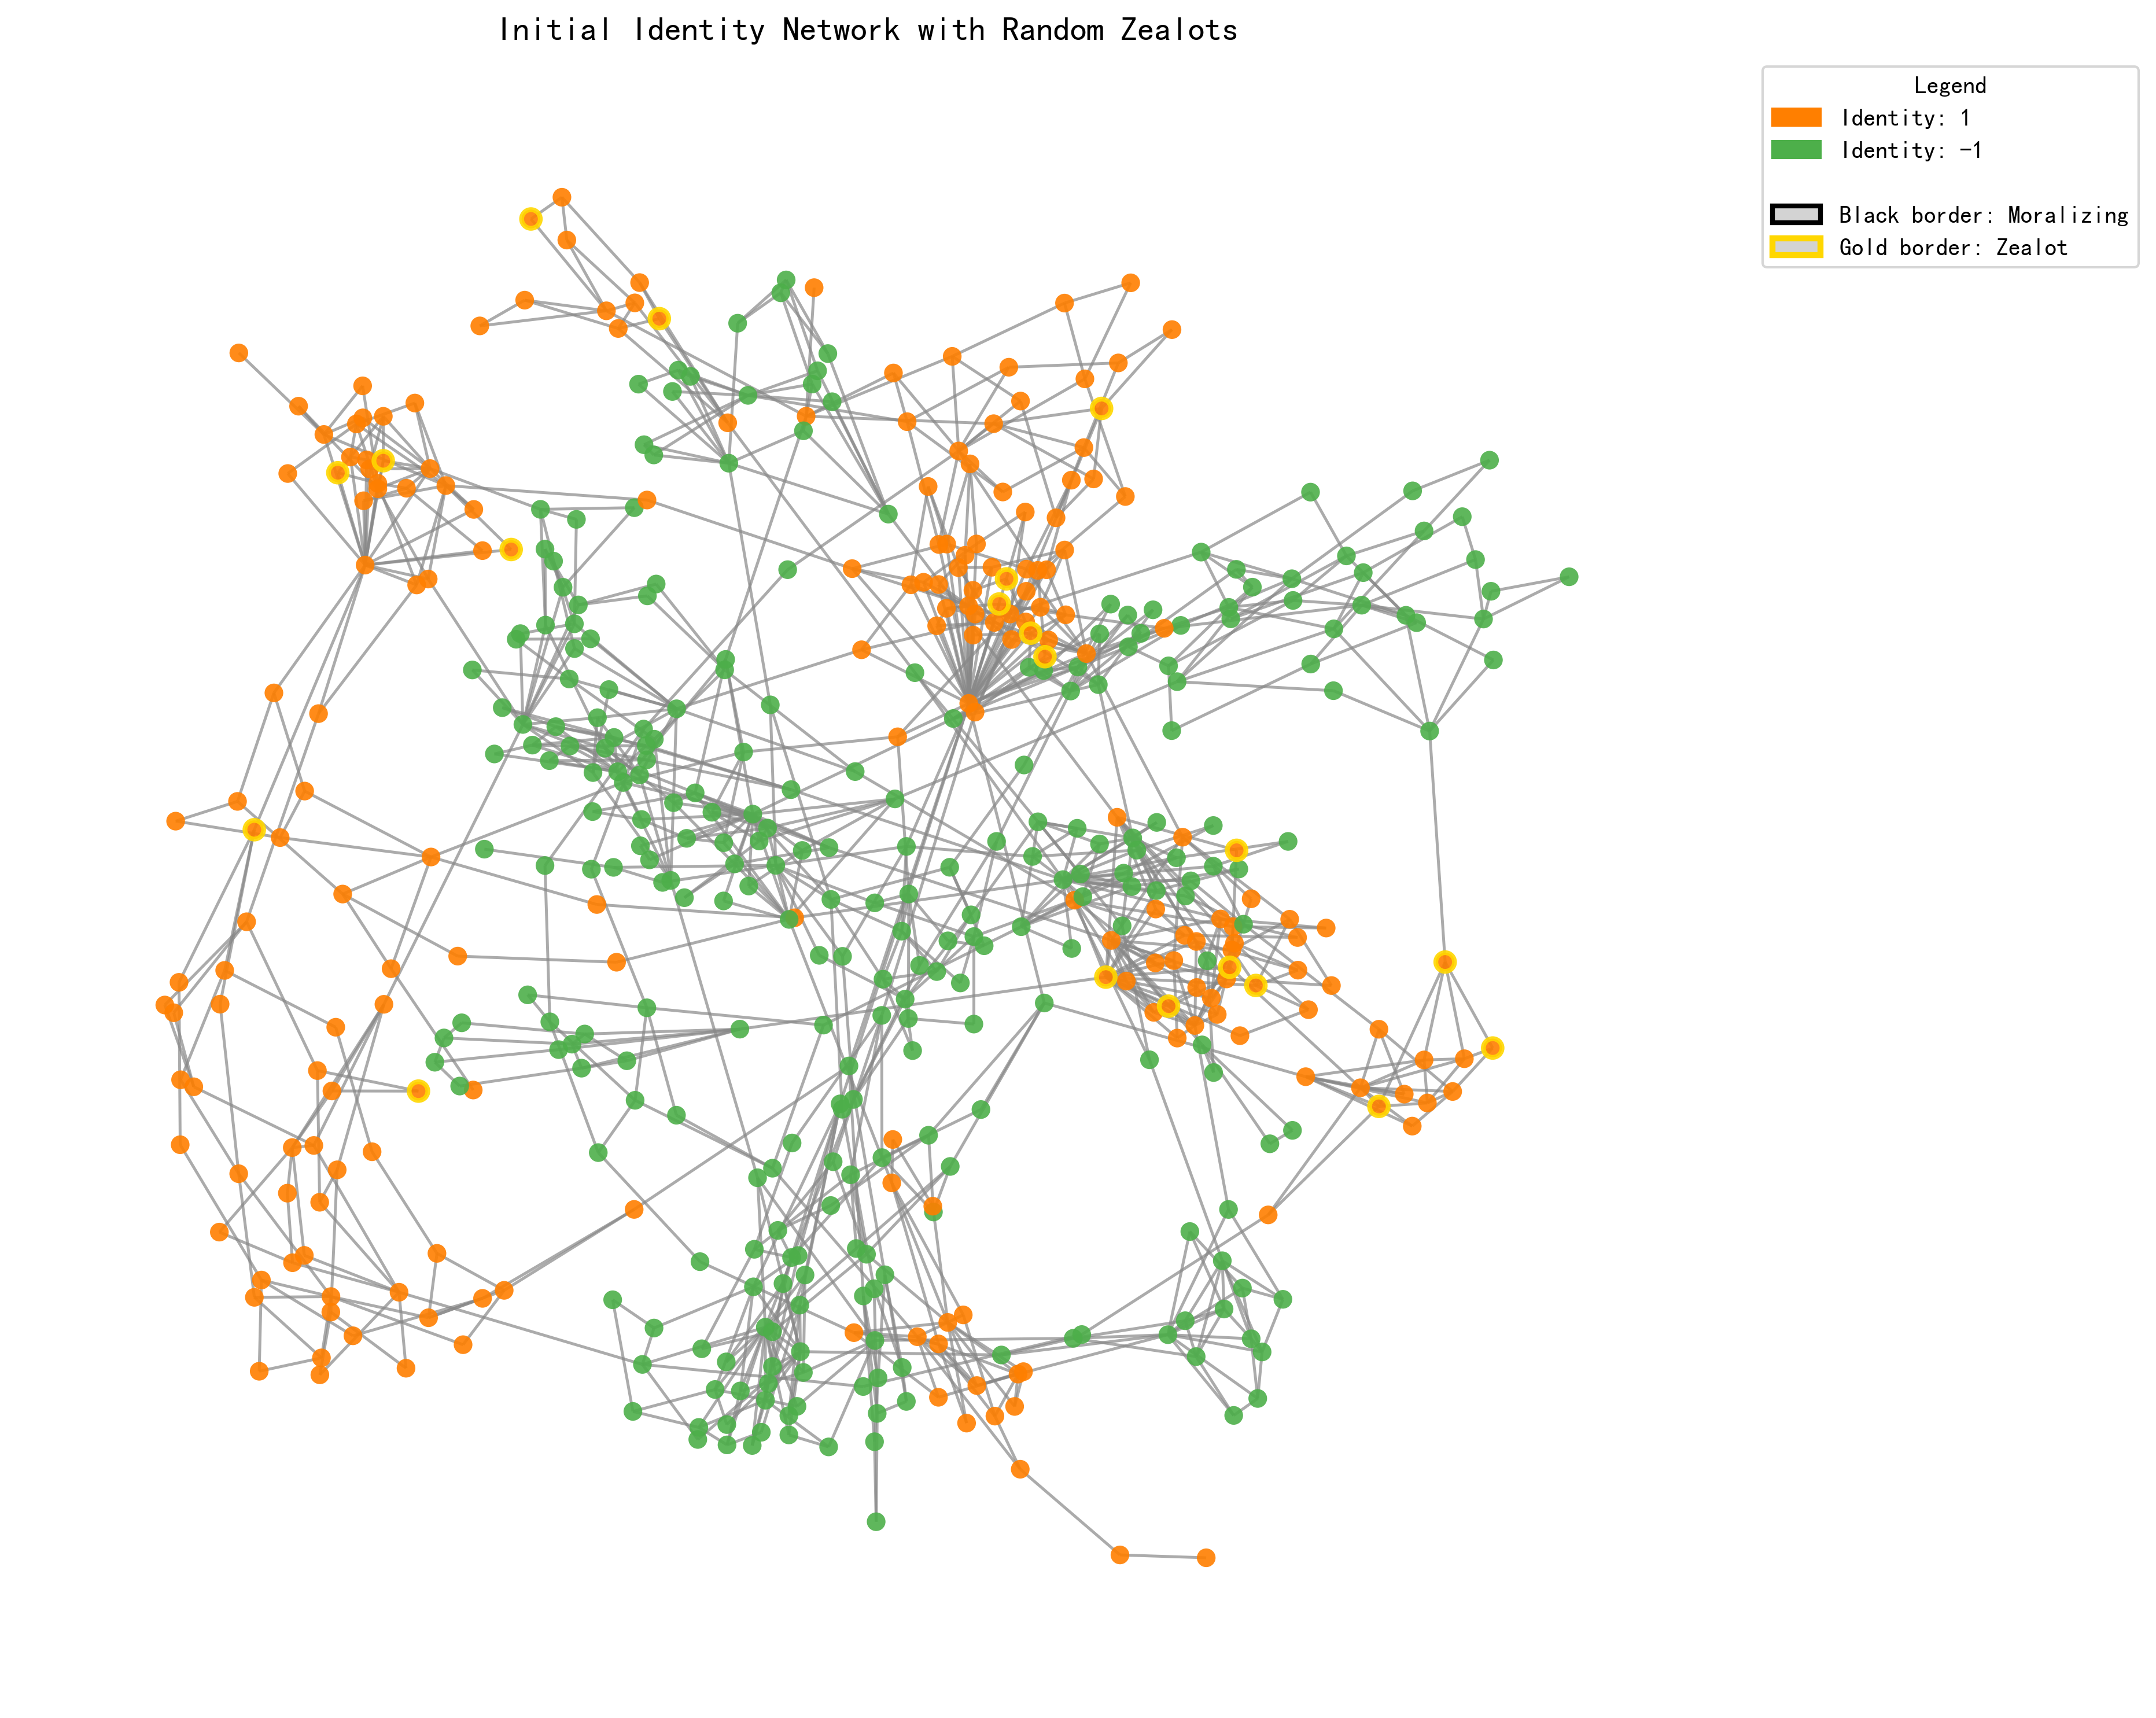 Initial Identity Network with Random Zealots
Legend
Identity: 1
Identity: -1
Black border: Moralizing
Gold border: Zealot